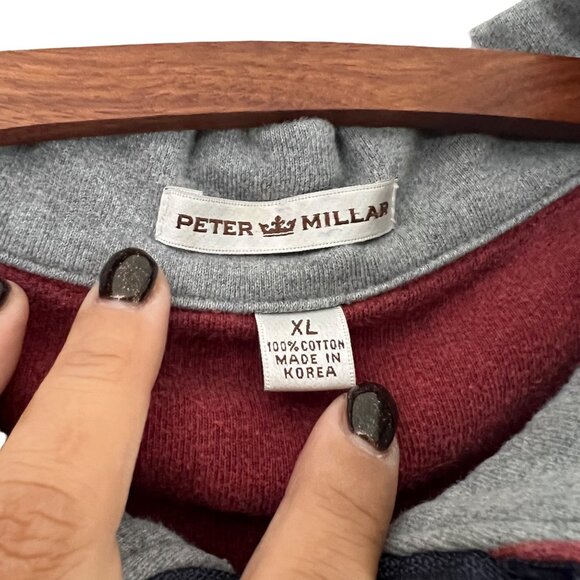 PETER MILLAR
XL
100% COTTON
MADE IN
KOREA